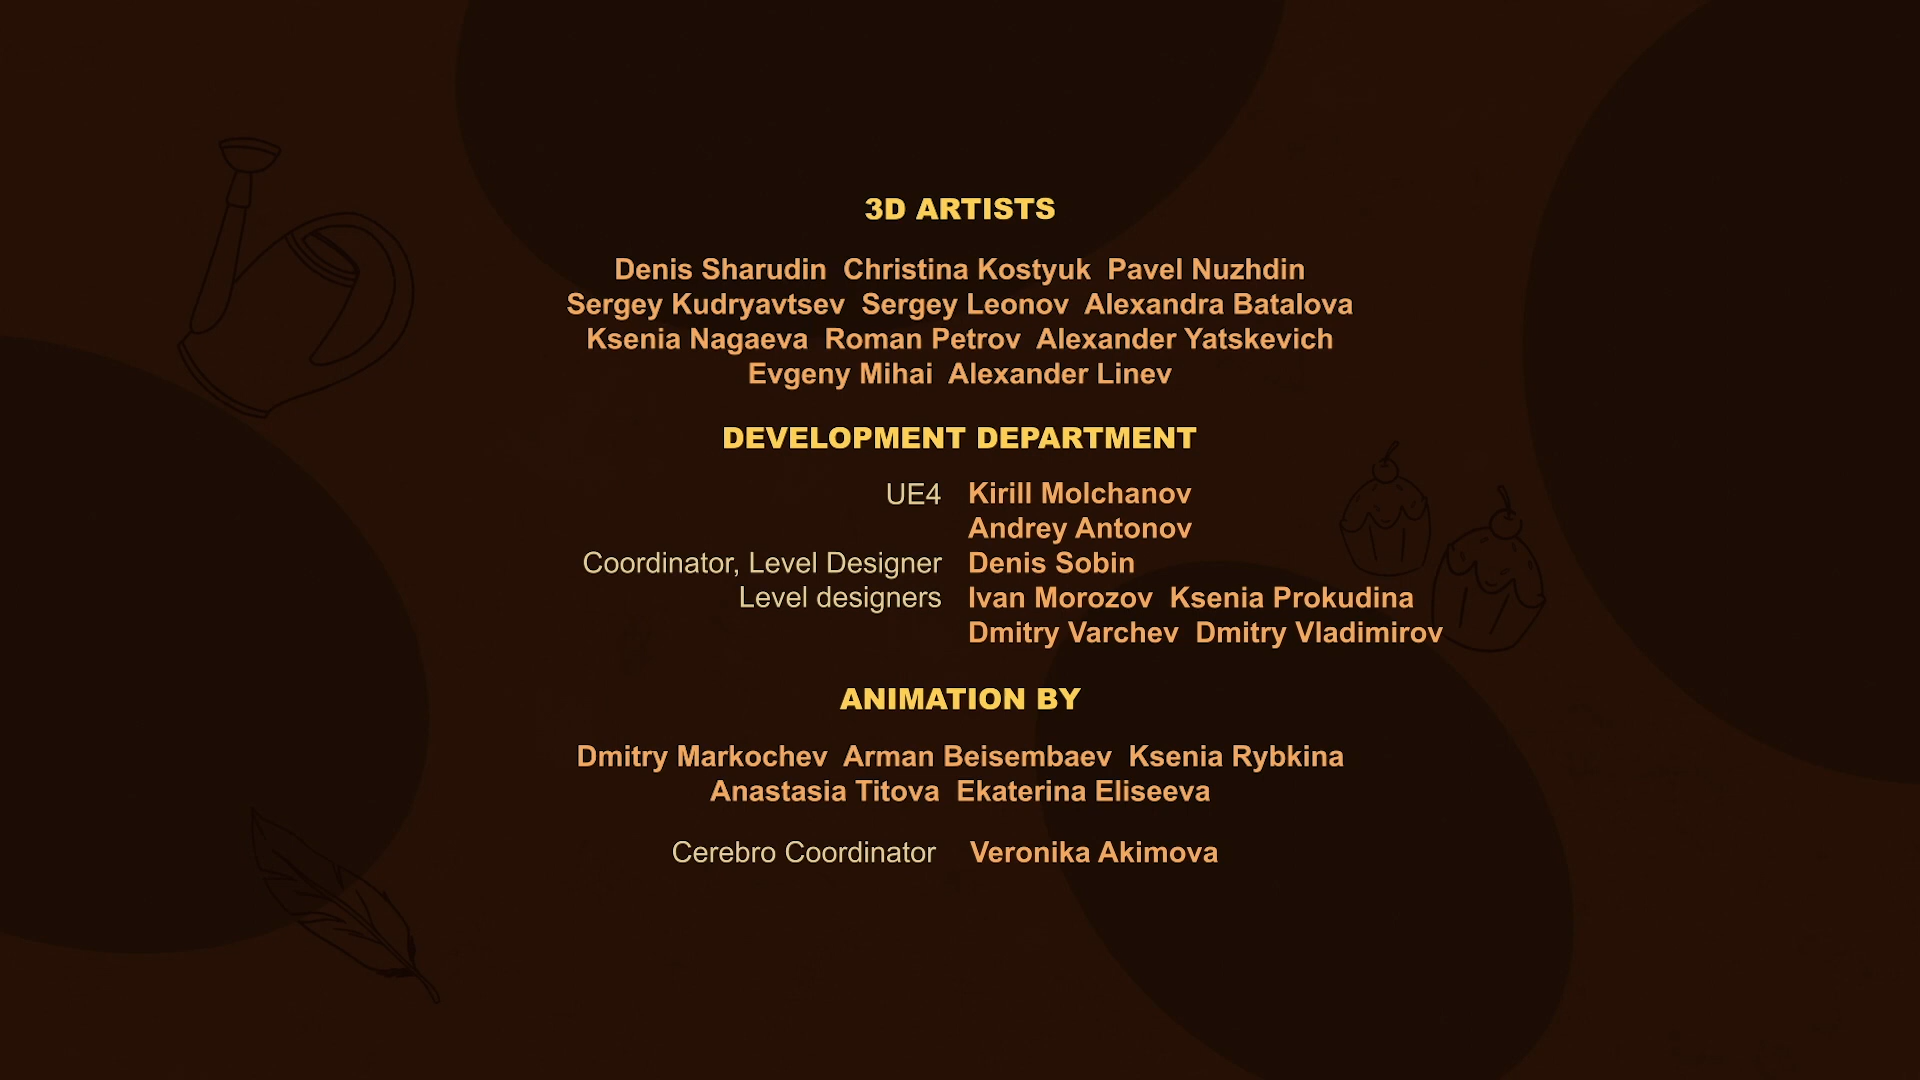 3D ARTISTS
Denis Sharudin  Christina Kostyuk  Pavel Nuzhdin
Sergey Kudryavtsev  Sergey Leonov  Alexandra Batalova
Ksenia Nagaeva  Roman Petrov  Alexander Yatskevich
Evgeny Mihai  Alexander Linev
DEVELOPMENT DEPARTMENT
UE4  Kirill Molchanov
Andrey Antonov
Coordinator, Level Designer  Denis Sobin
Level designers  Ivan Morozov  Ksenia Prokudina
Dmitry Varchev  Dmitry Vladimirov
ANIMATION BY
Dmitry Markochev  Arman Beisembaev  Ksenia Rybkina
Anastasia Titova  Ekaterina Eliseeva
Cerebro Coordinator  Veronika Akimova